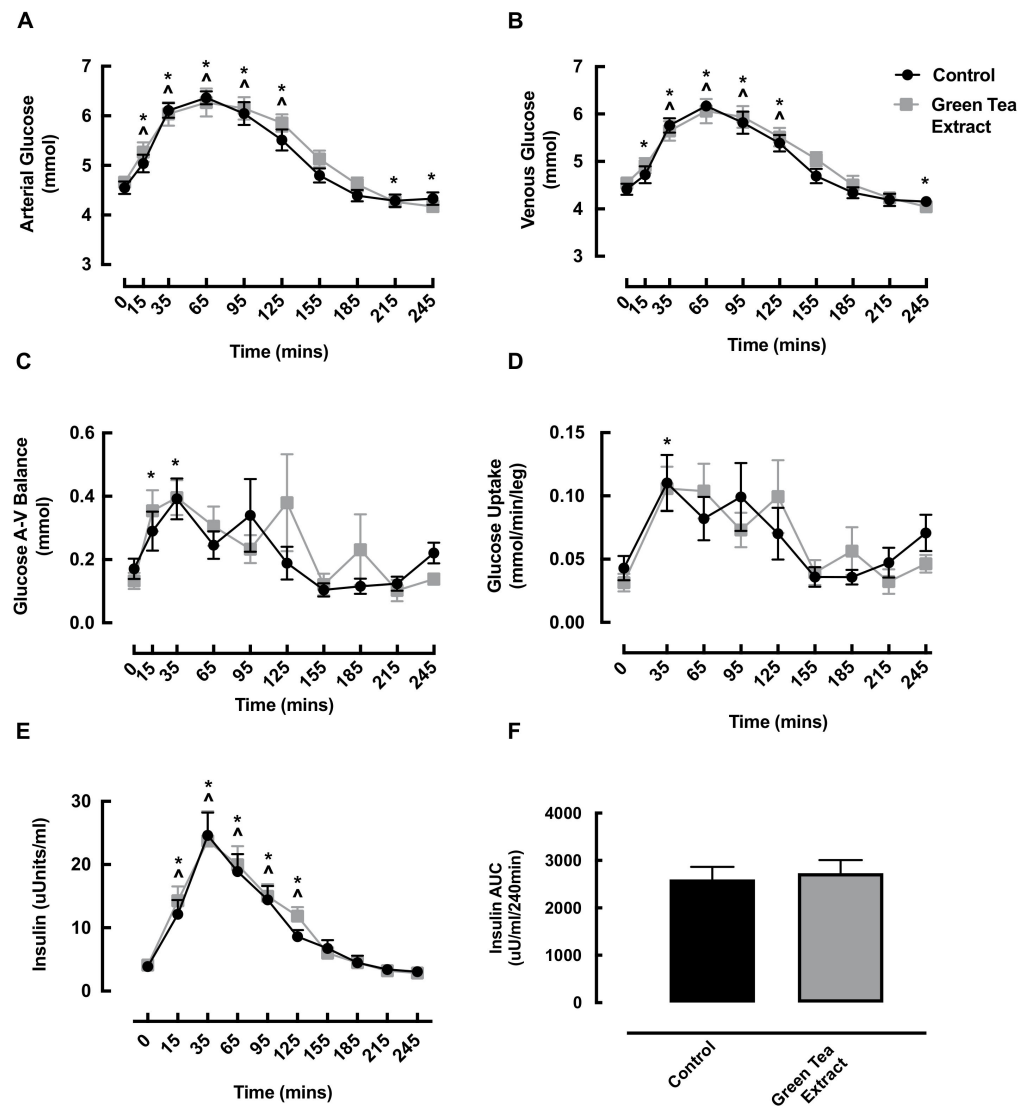 A
B
7
6
5
4
3
Arterial Glucose
(mmol)
* ^ * ^ * ^ * ^ * ^ * *
0 15 35 65 95 125 155 185 215 245
Time (mins)
7
6
5
4
3
Venous Glucose
(mmol)
* * ^ * ^ * ^ * ^ *
0 15 35 65 95 125 155 185 215 245
Time (mins)
Control
Green Tea
Extract
C
D
0.6
0.4
0.2
0.0
Glucose A-V Balance
(mmol)
* *
0 15 35 65 95 125 155 185 215 245
Time (mins)
0.15
0.10
0.05
0.00
Glucose Uptake
(mmol/min/leg)
*
0 35 65 95 125 155 185 215 245
Time (mins)
E
F
30
20
10
0
Insulin (uUnits/ml)
* ^ * ^ * ^ * ^ * ^
0 15 35 65 95 125 155 185 215 245
Time (mins)
4000
3000
2000
1000
0
Insulin AUC
(uU/ml/240min)
Control
Green Tea
Extract